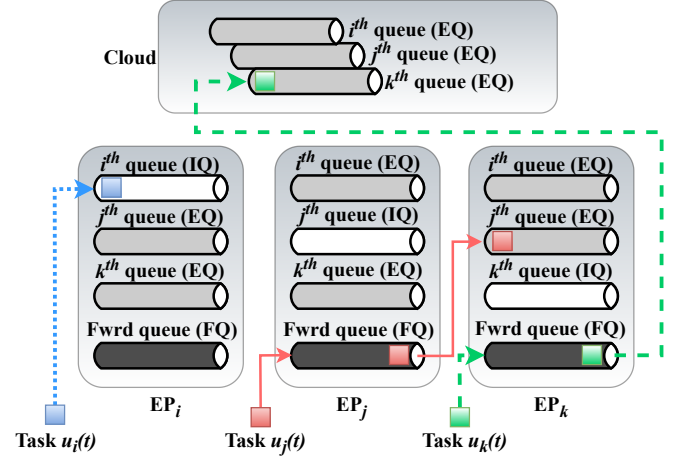 i^th queue (EQ)
j^th queue (EQ)
Cloud
k^th queue (EQ)
i^th queue (IQ)
j^th queue (EQ)
k^th queue (EQ)
Fwrd queue (FQ)
EP_i
Task u_i(t)
i^th queue (EQ)
j^th queue (IQ)
k^th queue (EQ)
Fwrd queue (FQ)
EP_j
Task u_j(t)
i^th queue (EQ)
j^th queue (EQ)
k^th queue (IQ)
Fwrd queue (FQ)
EP_k
Task u_k(t)